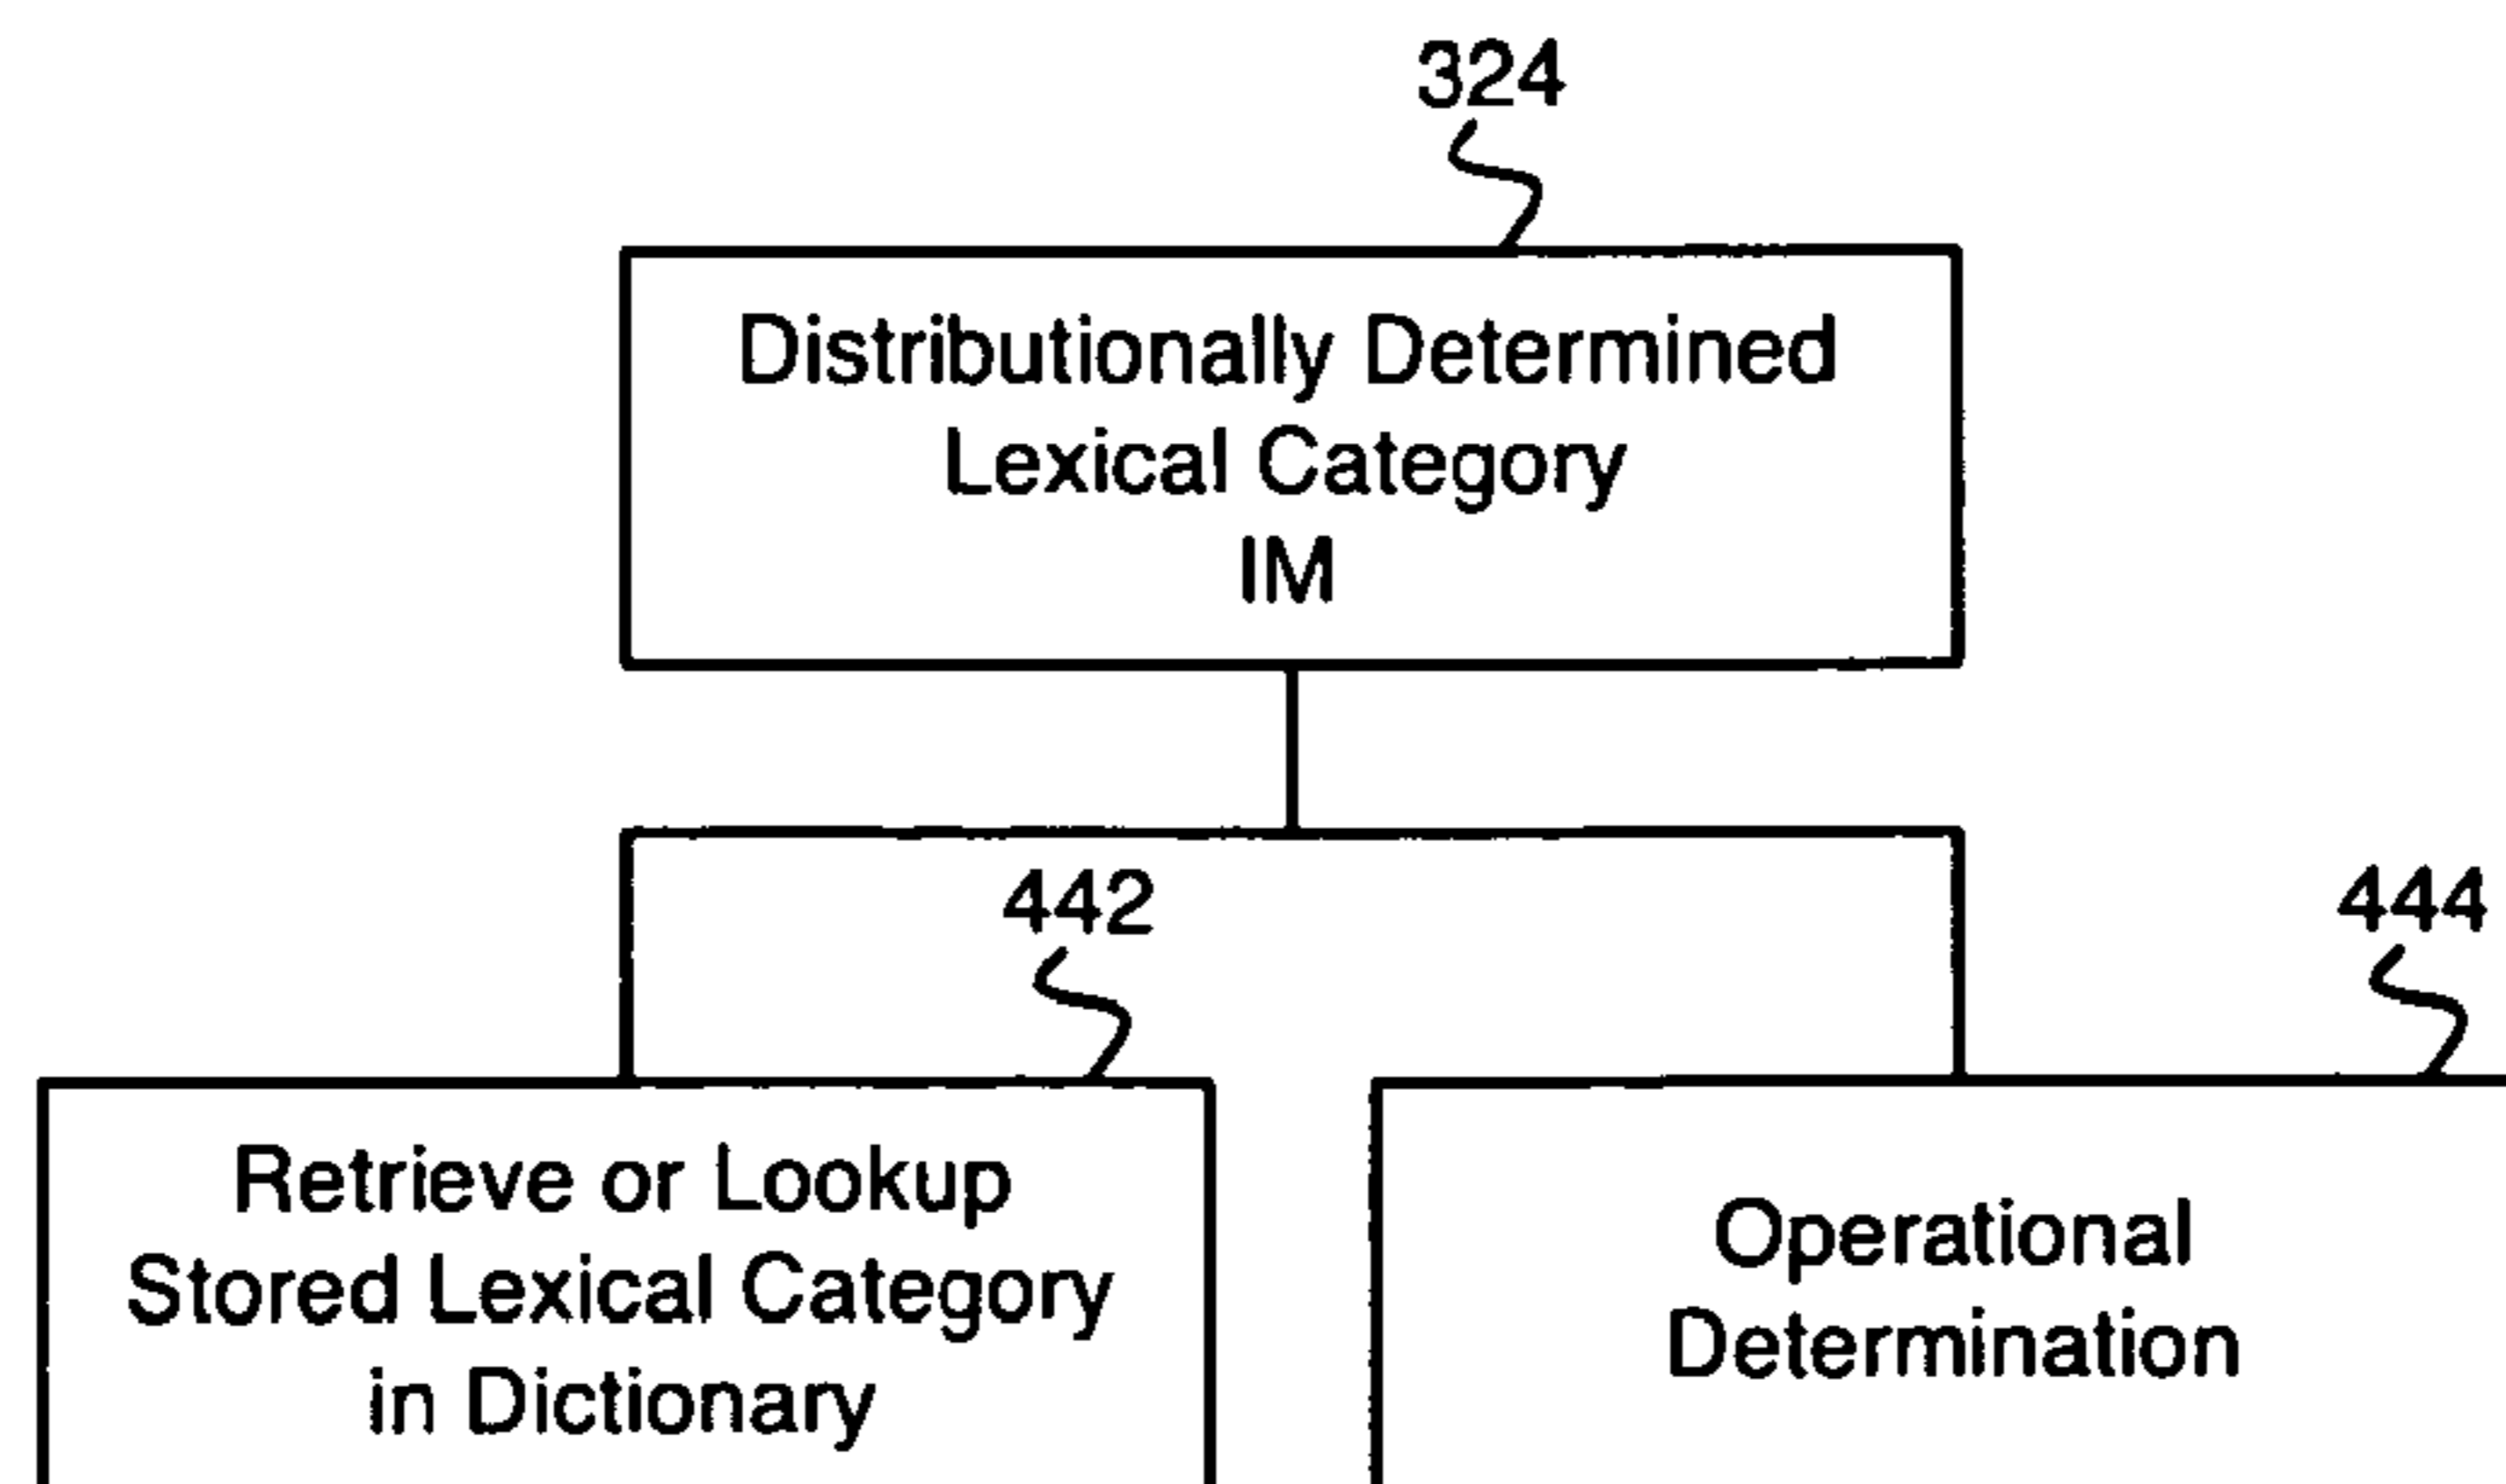 324
Distributionally Determined
Lexical Category
IM
442
444
Retrieve or Lookup
Stored Lexical Category
in Dictionary
Operational
Determination